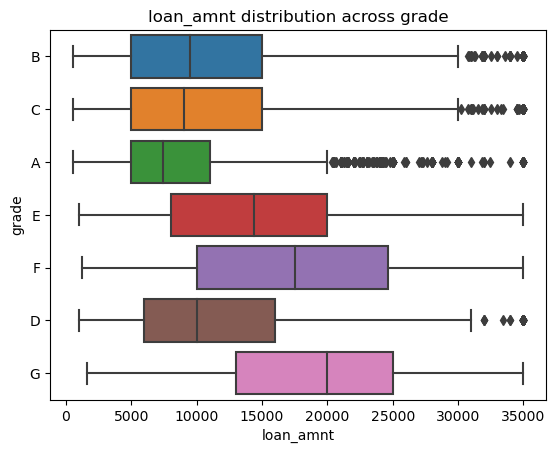 loan_amnt distribution across grade
B
C
A
E
F
D
G
grade
0 5000 10000 15000 20000 25000 30000 35000
loan_amnt